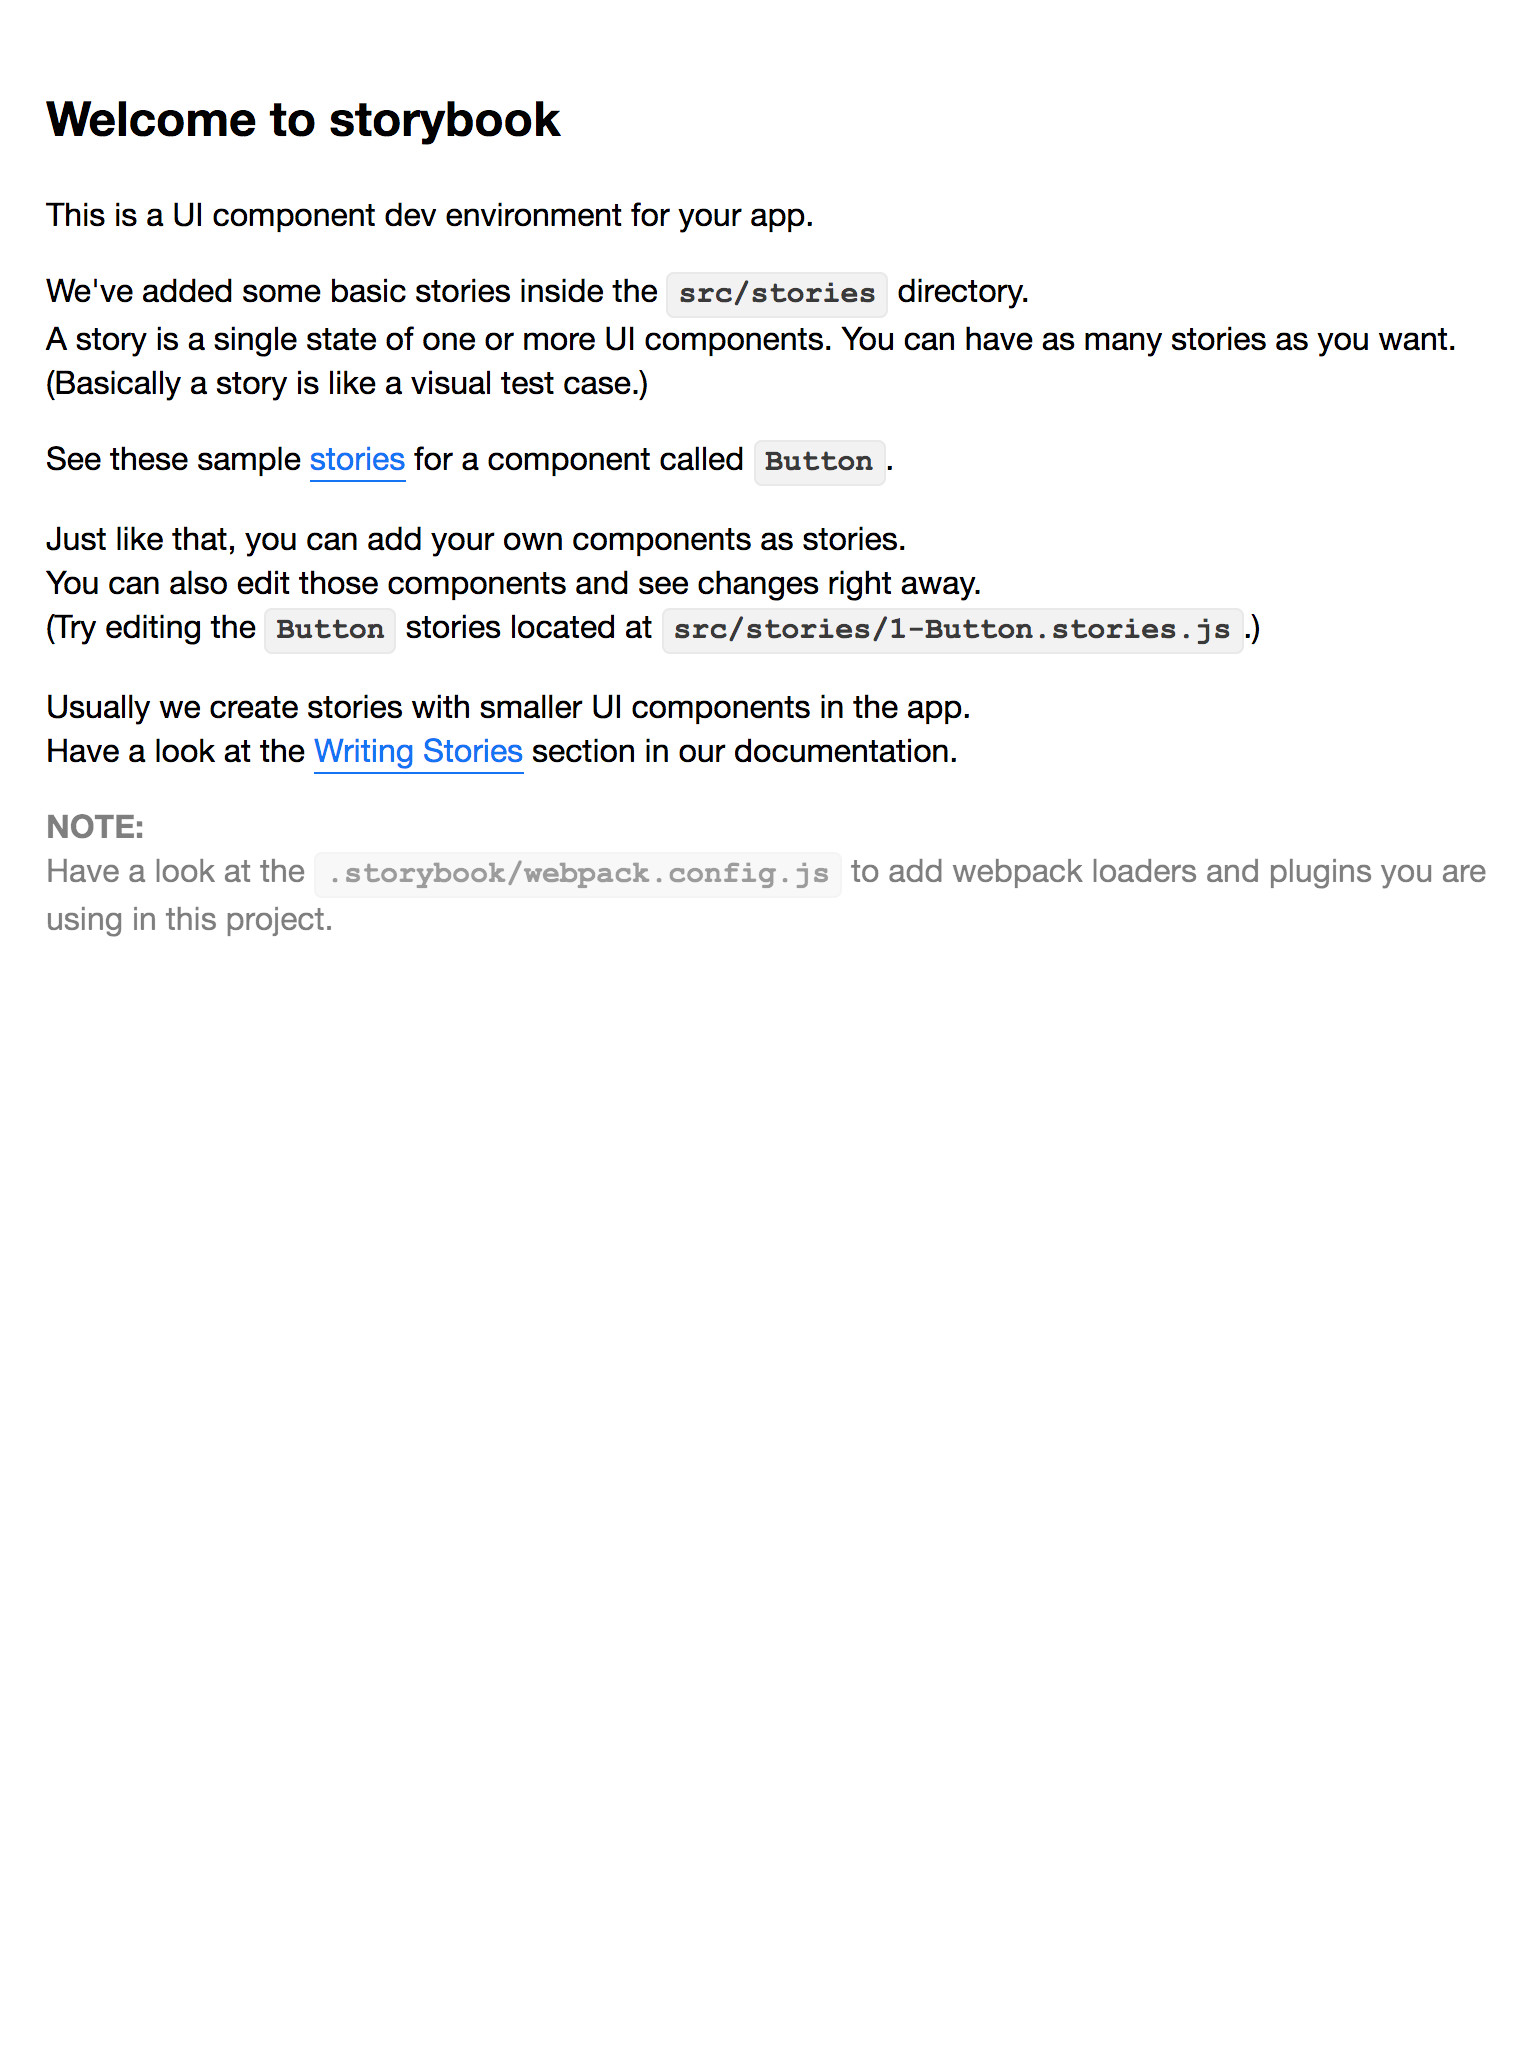 Welcome to storybook
This is a UI component dev environment for your app.
We've added some basic stories inside the src/stories directory.
A story is a single state of one or more UI components. You can have as many stories as you want.
(Basically a story is like a visual test case.)
See these sample stories for a component called Button.
Just like that, you can add your own components as stories.
You can also edit those components and see changes right away.
(Try editing the Button stories located at src/stories/1-Button.stories.js.)
Usually we create stories with smaller UI components in the app.
Have a look at the Writing Stories section in our documentation.
NOTE:
Have a look at the .storybook/webpack.config.js to add webpack loaders and plugins you are
using in this project.